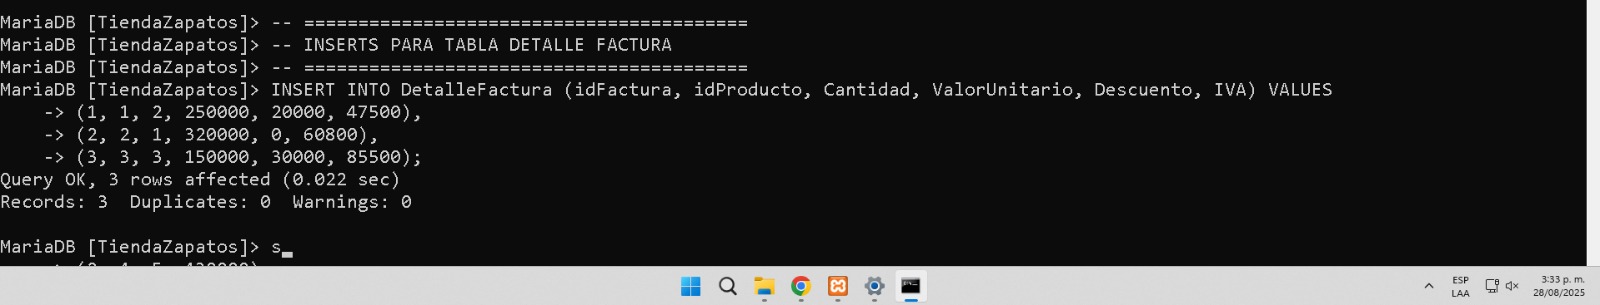 MariaDB [TiendaZapatos]> -- =========================================
MariaDB [TiendaZapatos]> -- INSERTS PARA TABLA DETALLE FACTURA
MariaDB [TiendaZapatos]> -- =========================================
MariaDB [TiendaZapatos]> INSERT INTO DetalleFactura (idFactura, idProducto, Cantidad, ValorUnitario, Descuento, IVA) VALUES
    -> (1, 1, 2, 250000, 20000, 47500),
    -> (2, 2, 1, 320000, 0, 60800),
    -> (3, 3, 3, 150000, 30000, 85500);
Query OK, 3 rows affected (0.022 sec)
Records: 3  Duplicates: 0  Warnings: 0
MariaDB [TiendaZapatos]> s_
ESP
LAA
3:33 p. m.
28/08/2025